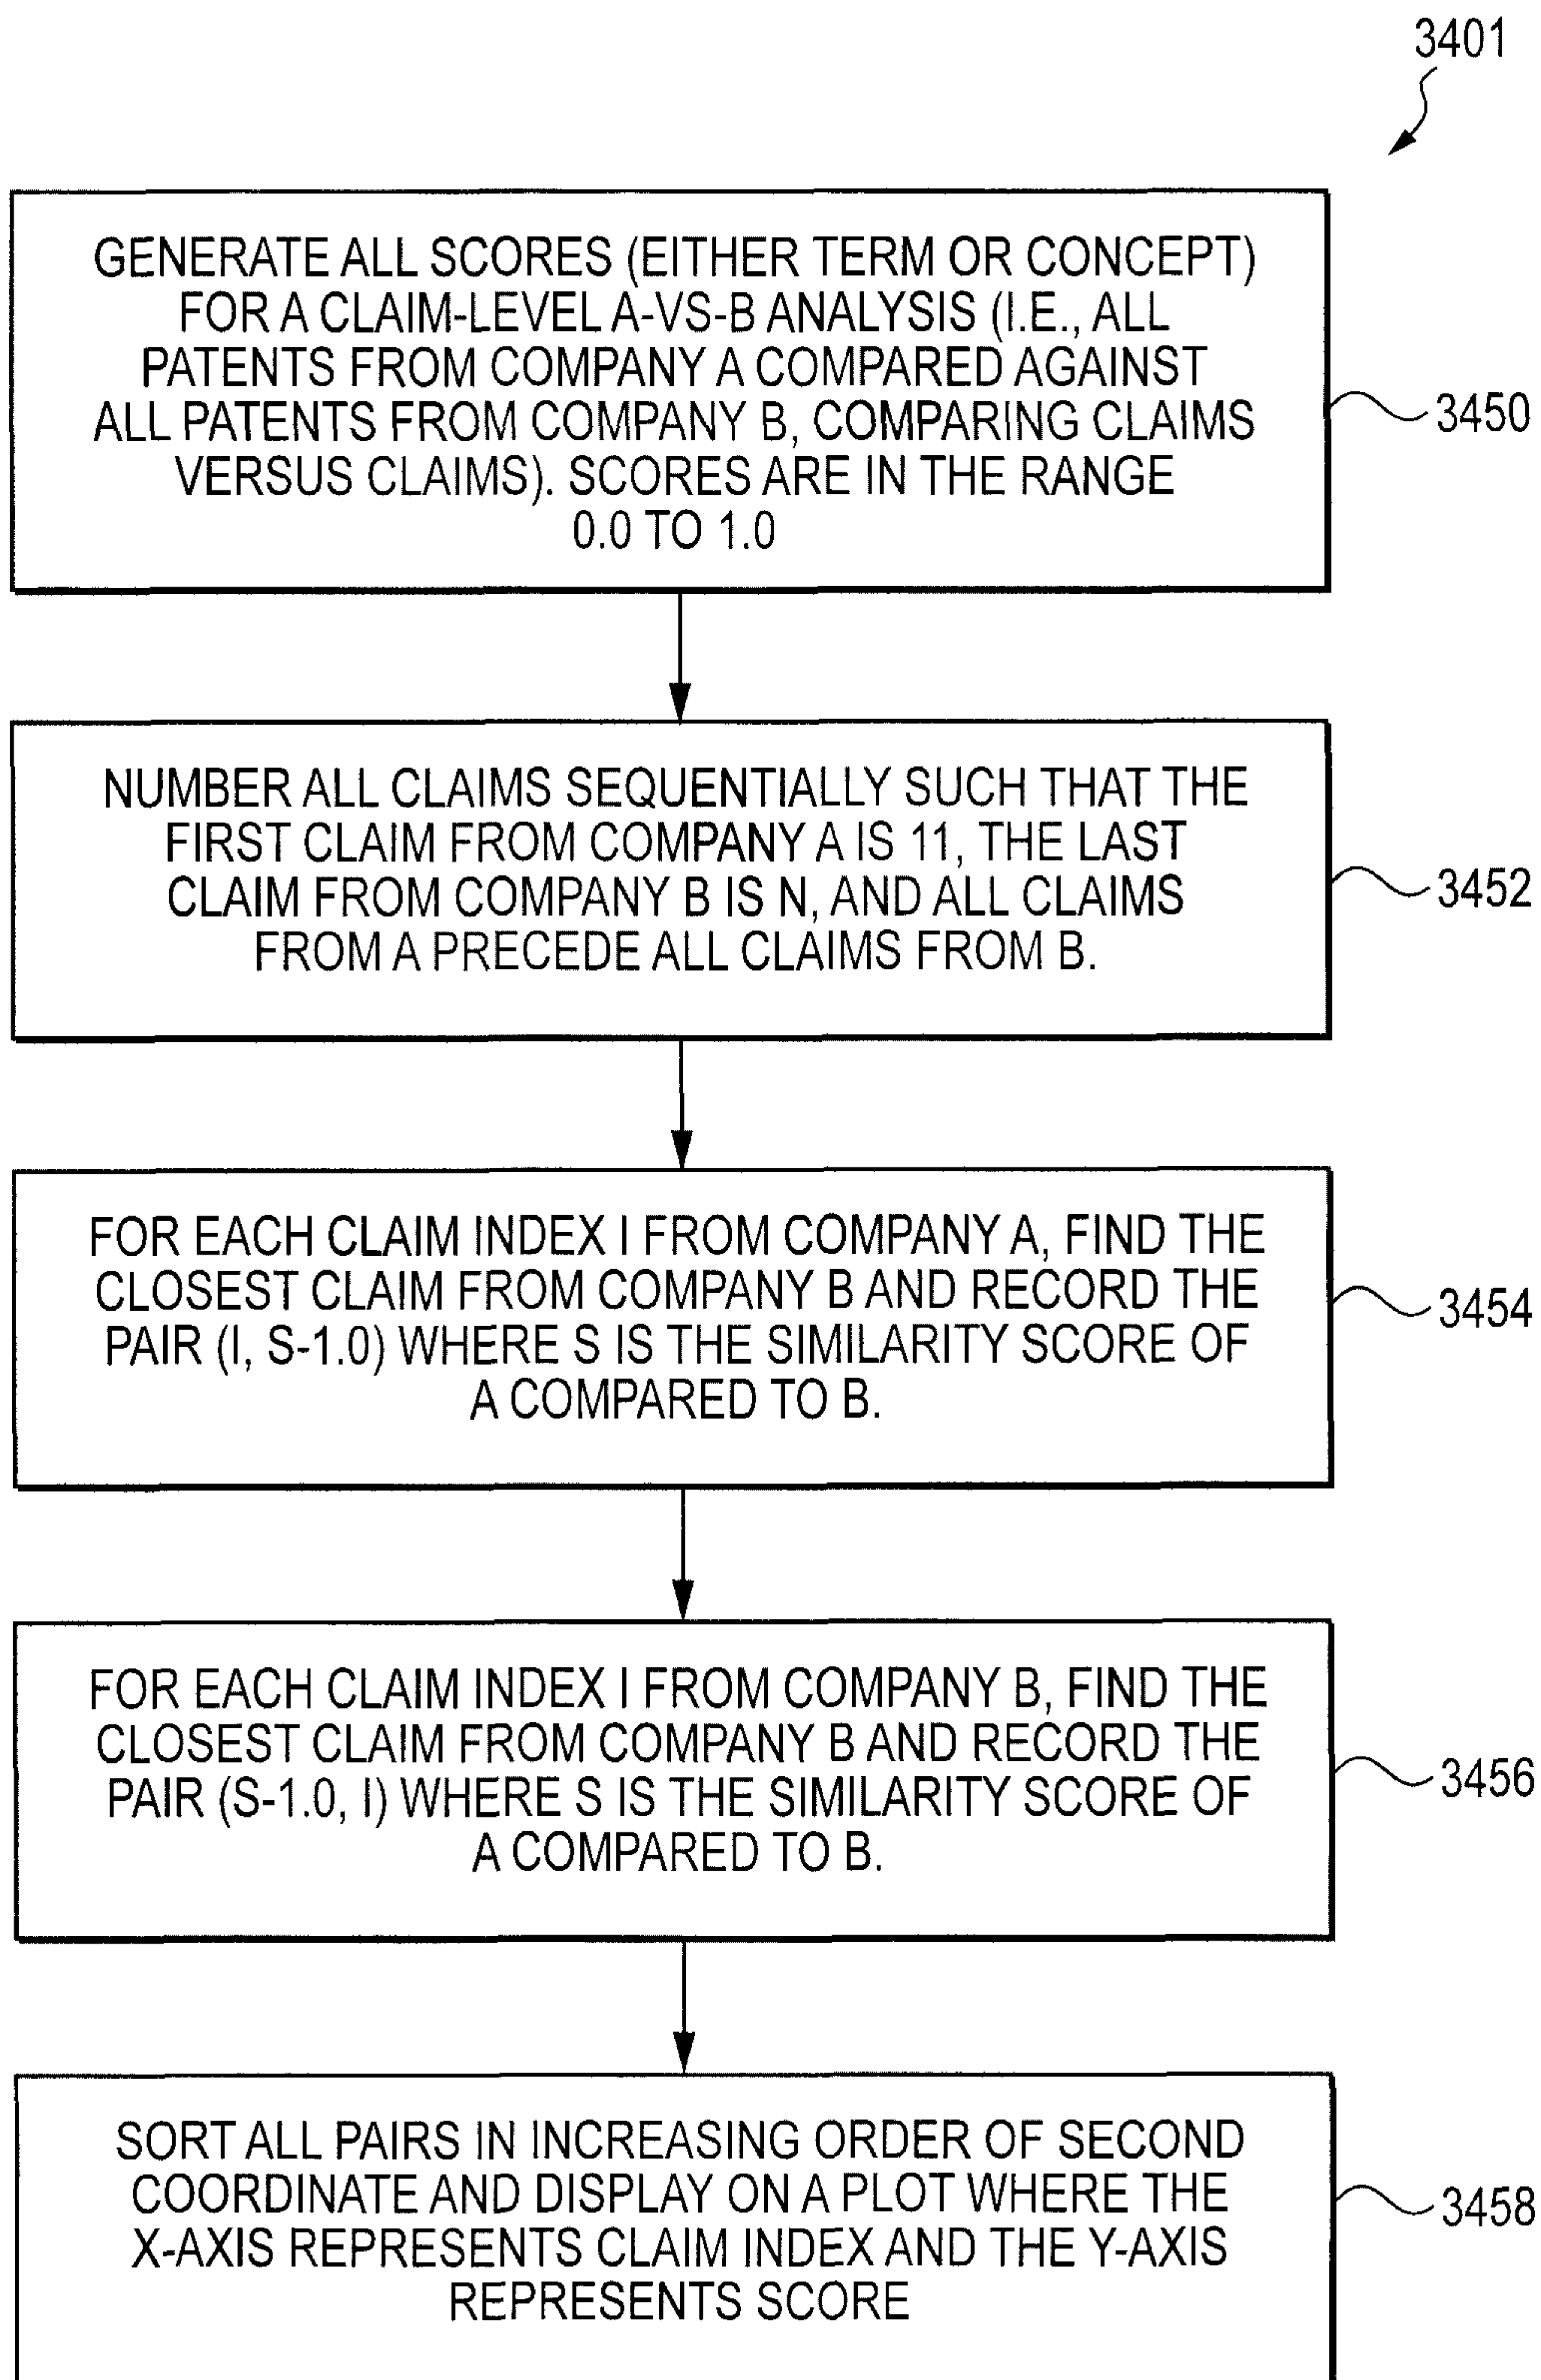 3401
GENERATE ALL SCORES (EITHER TERM OR CONCEPT)
FOR A CLAIM-LEVEL A-VS-B ANALYSIS (I.E., ALL
PATENTS FROM COMPANY A COMPARED AGAINST
ALL PATENTS FROM COMPANY B, COMPARING CLAIMS
VERSUS CLAIMS). SCORES ARE IN THE RANGE
0.0 TO 1.0
3450
NUMBER ALL CLAIMS SEQUENTIALLY SUCH THAT THE
FIRST CLAIM FROM COMPANY A IS 11, THE LAST
CLAIM FROM COMPANY B IS N, AND ALL CLAIMS
FROM A PRECEDE ALL CLAIMS FROM B.
3452
FOR EACH CLAIM INDEX I FROM COMPANY A, FIND THE
CLOSEST CLAIM FROM COMPANY B AND RECORD THE
PAIR (I, S-1.0) WHERE S IS THE SIMILARITY SCORE OF
A COMPARED TO B.
3454
FOR EACH CLAIM INDEX I FROM COMPANY B, FIND THE
CLOSEST CLAIM FROM COMPANY B AND RECORD THE
PAIR (S-1.0, I) WHERE S IS THE SIMILARITY SCORE OF
A COMPARED TO B.
3456
SORT ALL PAIRS IN INCREASING ORDER OF SECOND
COORDINATE AND DISPLAY ON A PLOT WHERE THE
X-AXIS REPRESENTS CLAIM INDEX AND THE Y-AXIS
REPRESENTS SCORE
3458